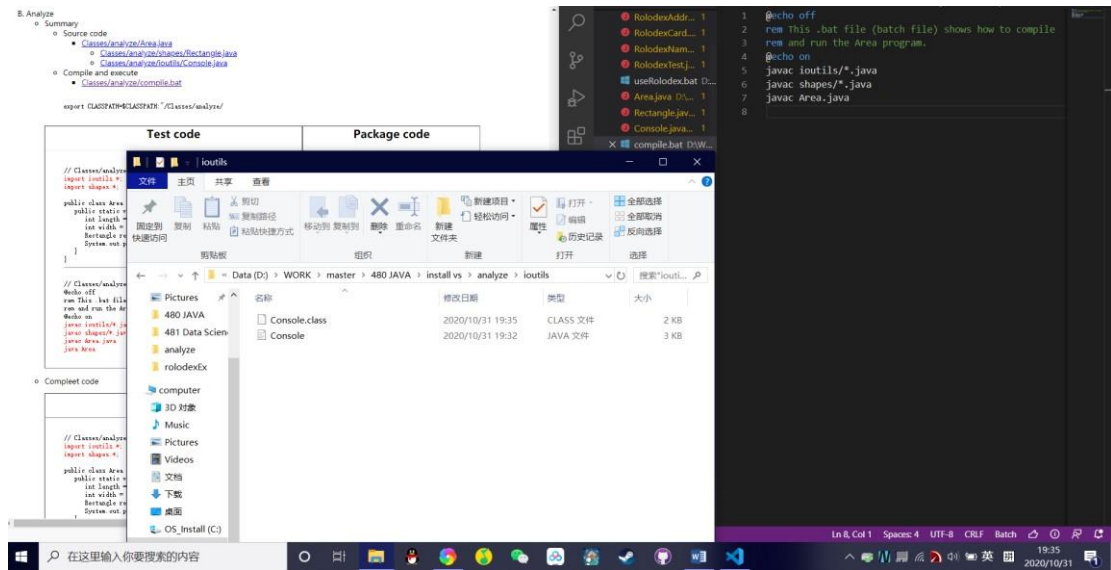 B. Analyze
Summary
Source code
Classes/analyze/Area.java
Classes/analyze/shapes/Rectangle.java
Classes/analyze/ioutils/Console.java
Compile and execute
Classes/analyze/compile.bat
export CLASSPATH=$CLASSPATH:~/Classes/analyze/
Test code
Package code
// Classes/analyze
import ioutils.*;
import shapes.*;
public class Area
public static v
int length =
int width =
Rectangle re
System.out.p
}
}
// Classes/analyze
@echo off
rem This .bat file
rem and run the Ar
@echo on
javac ioutils/*.ja
javac shapes/*.jav
javac Area.java
java Area
Compleet code
// Classes/analyze
import ioutils.*;
import shapes.*;
public class Area
public static v
int length =
int width =
Rectangle re
System.out.p
ioutils
文件 主页 共享 查看
固定到快速访问
复制
粘贴
剪切
复制路径
粘贴快捷方式
移动到 复制到 删除 重命名
新建文件夹
新建项目
轻松访问
属性
打开
编辑
历史记录
全部选择
全部取消
反向选择
剪贴板 组织 新建 打开 选择
Data (D:) > WORK > master > 480 JAVA > install vs > analyze > ioutils
搜索"iouti...
Pictures
480 JAVA
481 Data Scien
analyze
rolodexEx
computer
3D 对象
Music
Pictures
Videos
文档
下载
桌面
OS_Install (C:)
名称 修改日期 类型 大小
Console.class 2020/10/31 19:35 CLASS 文件 2 KB
Console 2020/10/31 19:32 JAVA 文件 3 KB
RolodexAddr... 1
RolodexCard.... 1
RolodexNam... 1
RolodexTest.j... 1
useRolodex.bat D:...
Area.java D:\... 1
Rectangle.jav... 1
Console.java... 1
compile.bat D:\W...
1 @echo off
2 rem This .bat file (batch file) shows how to compile
3 rem and run the Area program.
4 @echo on
5 javac ioutils/*.java
6 javac shapes/*.java
7 javac Area.java
8
Ln 8, Col 1 Spaces: 4 UTF-8 CRLF Batch
在这里输入你要搜索的内容
英
19:35
2020/10/31